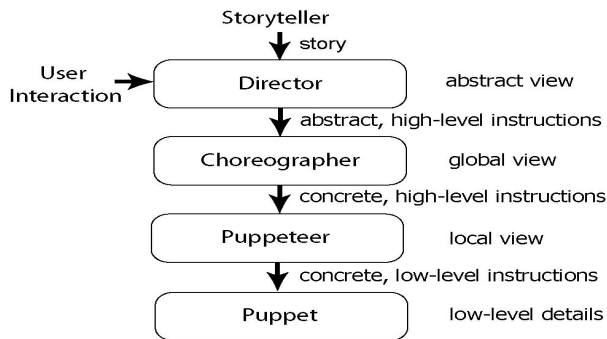 Storyteller
story
User
Interaction
Director
abstract view
abstract, high-level instructions
Choreographer
global view
concrete, high-level instructions
Puppeteer
local view
concrete, low-level instructions
Puppet
low-level details